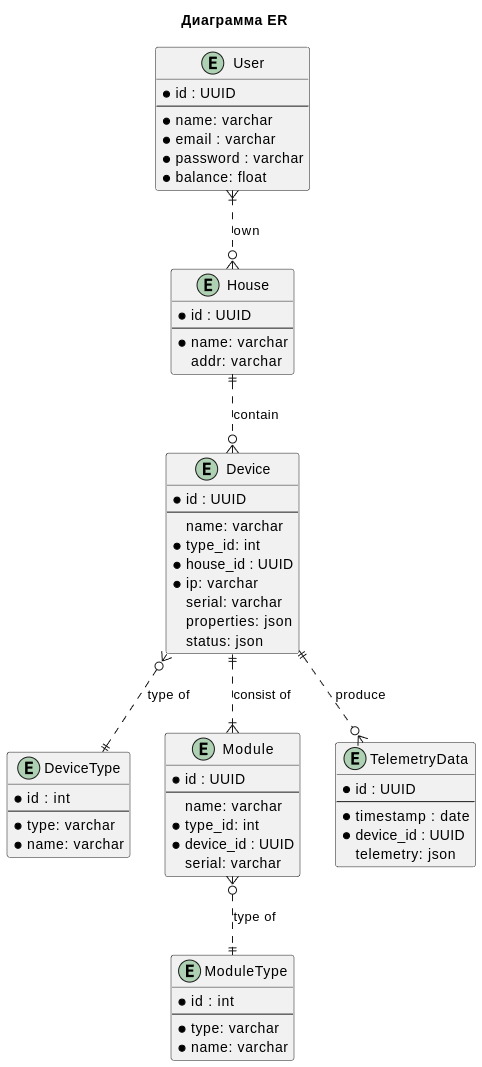 Диаграмма ER
E User
id : UUID
name: varchar
email : varchar
password : varchar
balance: float
own
E House
id : UUID
name: varchar
addr: varchar
contain
E Device
id : UUID
name: varchar
type_id: int
house_id : UUID
ip: varchar
serial: varchar
properties: json
status: json
type of
consist of
produce
E DeviceType
id : int
type: varchar
name: varchar
E Module
id : UUID
name: varchar
type_id: int
device_id : UUID
serial: varchar
E TelemetryData
id : UUID
timestamp : date
device_id : UUID
telemetry: json
type of
E ModuleType
id : int
type: varchar
name: varchar